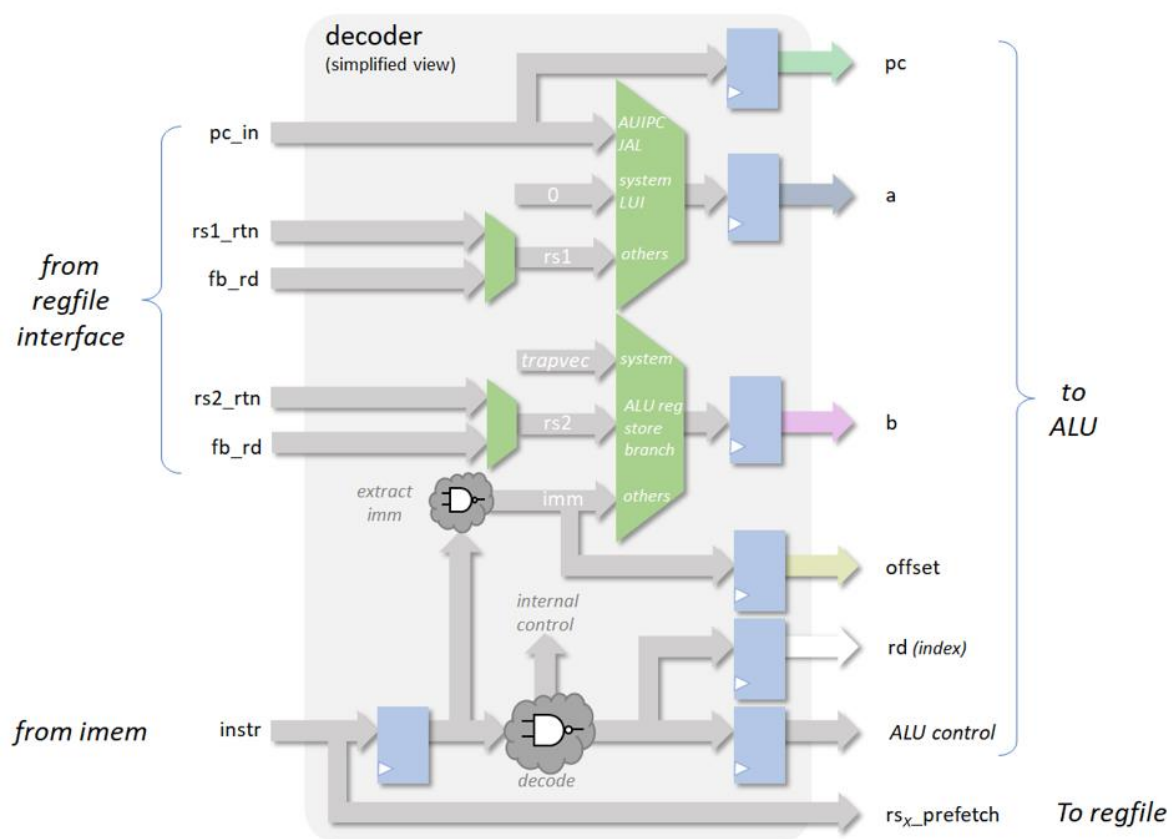 decoder
(simplified view)
pc
pc_in
AUIPC
JAL
0
system
LUI
a
rs1_rtn
fb_rd
rs1
others
from
regfile
interface
trapvec
system
rs2_rtn
fb_rd
rs2
ALU reg
store
branch
b
to
ALU
extract
imm
imm
others
offset
internal
control
rd (index)
from imem
instr
decode
ALU control
rsX_prefetch
To regfile